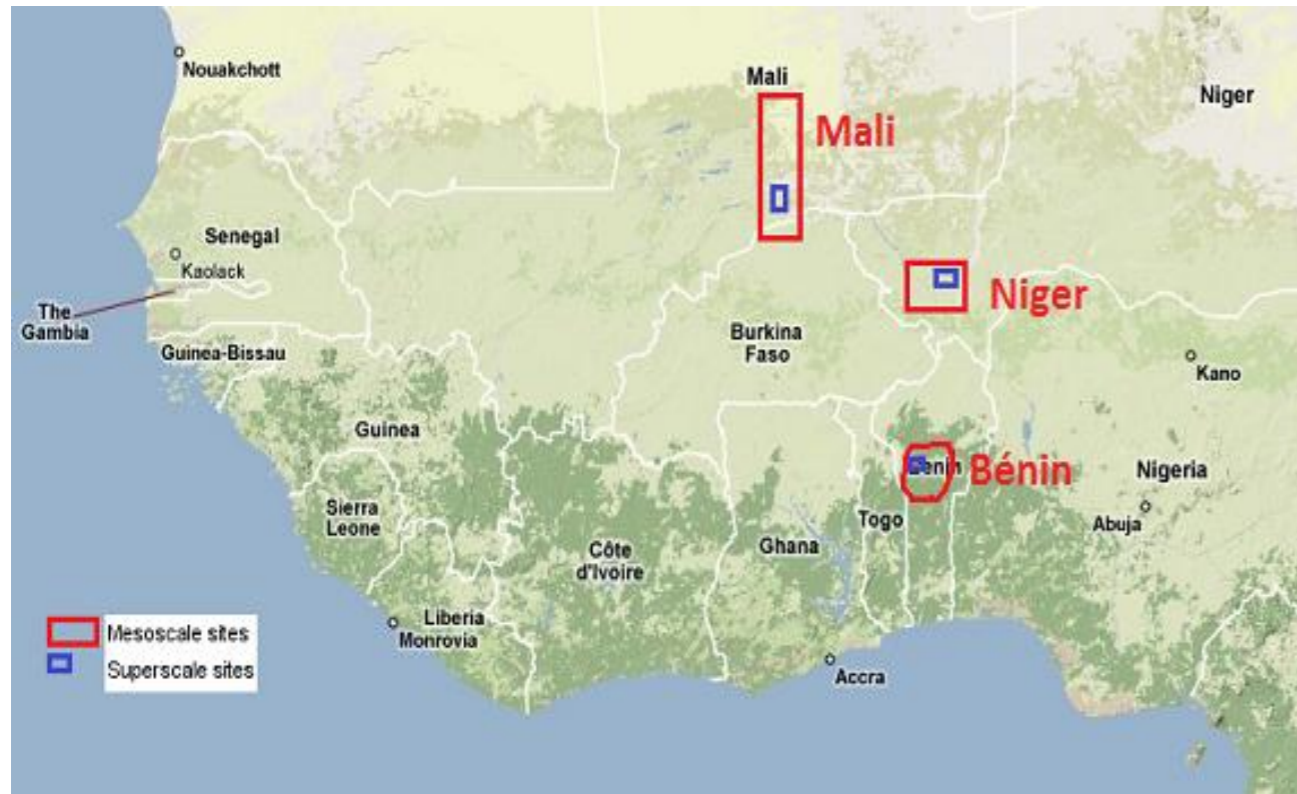 Nouakchott
Mali
Niger
Mali
Senegal
Kaolack
The
Gambia
Niger
Burkina
Faso
Guinea-Bissau
Kano
Guinea
Benin
Bénin
Nigeria
Sierra
Leone
Togo
Abuja
Ghana
Côte
d'Ivoire
Liberia
Monrovia
Mesoscale sites
Superscale sites
Accra